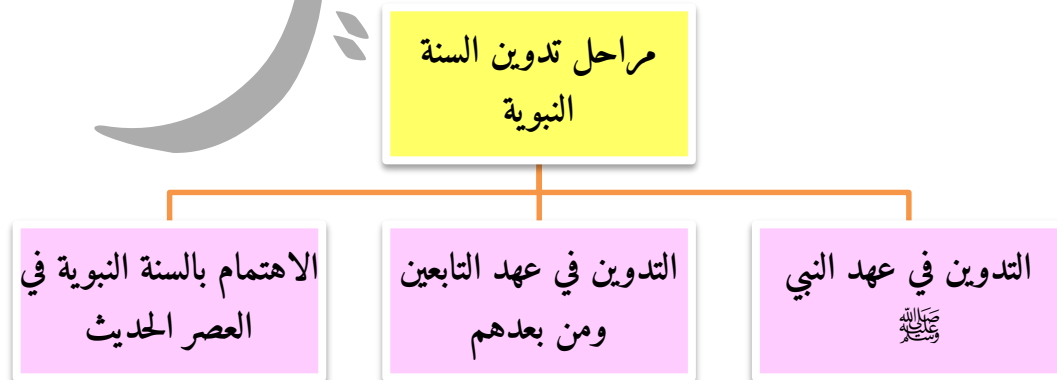 مراحل تدوين السنة
النبوية
التدوين في عهد النبي
ﷺ
التدوين في عهد التابعين
ومن بعدهم
الاهتمام بالسنة النبوية في
العصر الحديث